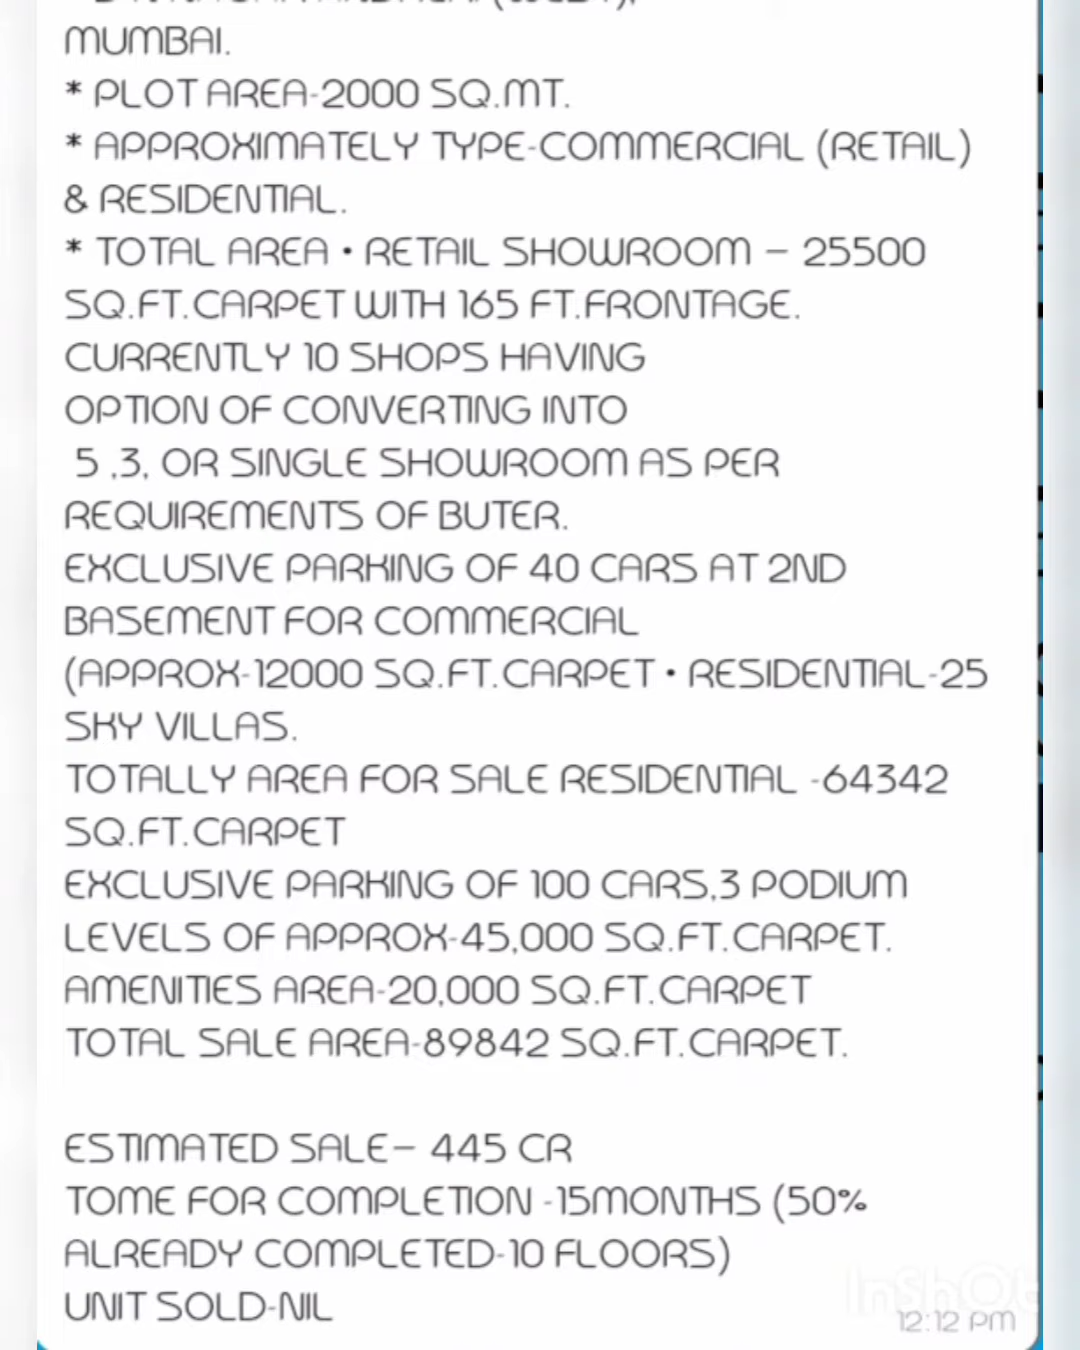 MUMBAI.
* PLOT AREA-2000 SQ.MT.
* APPROXIMATELY TYPE-COMMERCIAL (RETAIL)
& RESIDENTIAL.
* TOTAL AREA • RETAIL SHOWROOM – 25500
SQ.FT.CARPET WITH 165 FT.FRONTAGE.
CURRENTLY 10 SHOPS HAVING
OPTION OF CONVERTING INTO
5 ,3, OR SINGLE SHOWROOM AS PER
REQUIREMENTS OF BUTER.
EXCLUSIVE PARKING OF 40 CARS AT 2ND
BASEMENT FOR COMMERCIAL
(APPROX-12000 SQ.FT.CARPET • RESIDENTIAL-25
SKY VILLAS.
TOTALLY AREA FOR SALE RESIDENTIAL -64342
SQ.FT.CARPET
EXCLUSIVE PARKING OF 100 CARS,3 PODIUM
LEVELS OF APPROX-45,000 SQ.FT.CARPET.
AMENITIES AREA-20,000 SQ.FT.CARPET
TOTAL SALE AREA-89842 SQ.FT.CARPET.
ESTIMATED SALE– 445 CR
TOME FOR COMPLETION -15MONTHS (50%
ALREADY COMPLETED-10 FLOORS)
UNIT SOLD-NIL
InShOt
12:12 PM